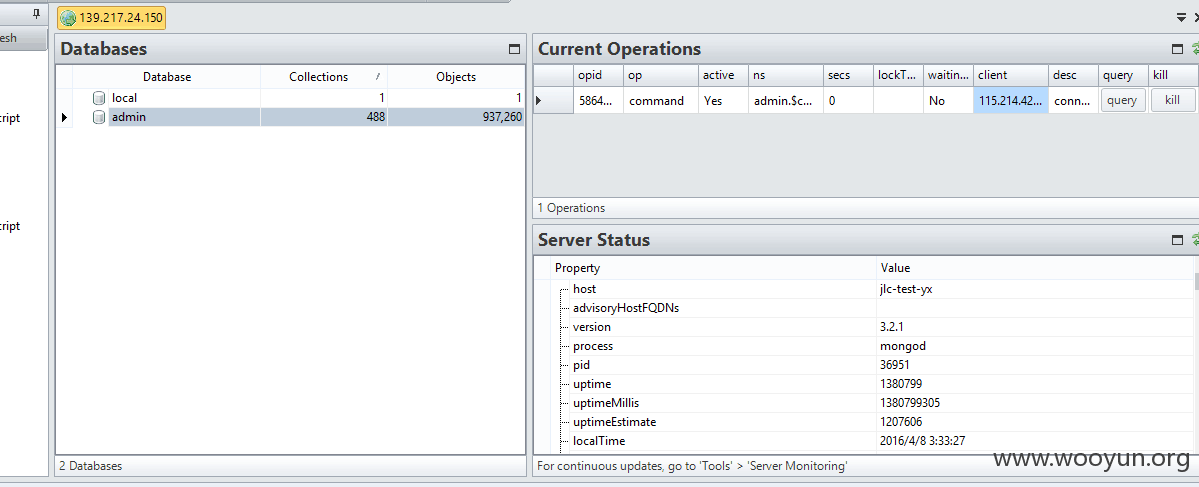 139.217.24.150
esh
Databases
Database Collections / Objects
local 1 1
admin 488 937,260
cript
cript
2 Databases
Current Operations
opid op active ns secs lockT... waitin... client desc query kill
5864... command Yes admin.$c... 0 No 115.214.42... conn... query kill
1 Operations
Server Status
Property Value
host jlc-test-yx
advisoryHostFQDNs
version 3.2.1
process mongod
pid 36951
uptime 1380799
uptimeMillis 1380799305
uptimeEstimate 1207606
localTime 2016/4/8 3:33:27
For continuous updates, go to 'Tools' > 'Server Monitoring'
www.wooyun.org